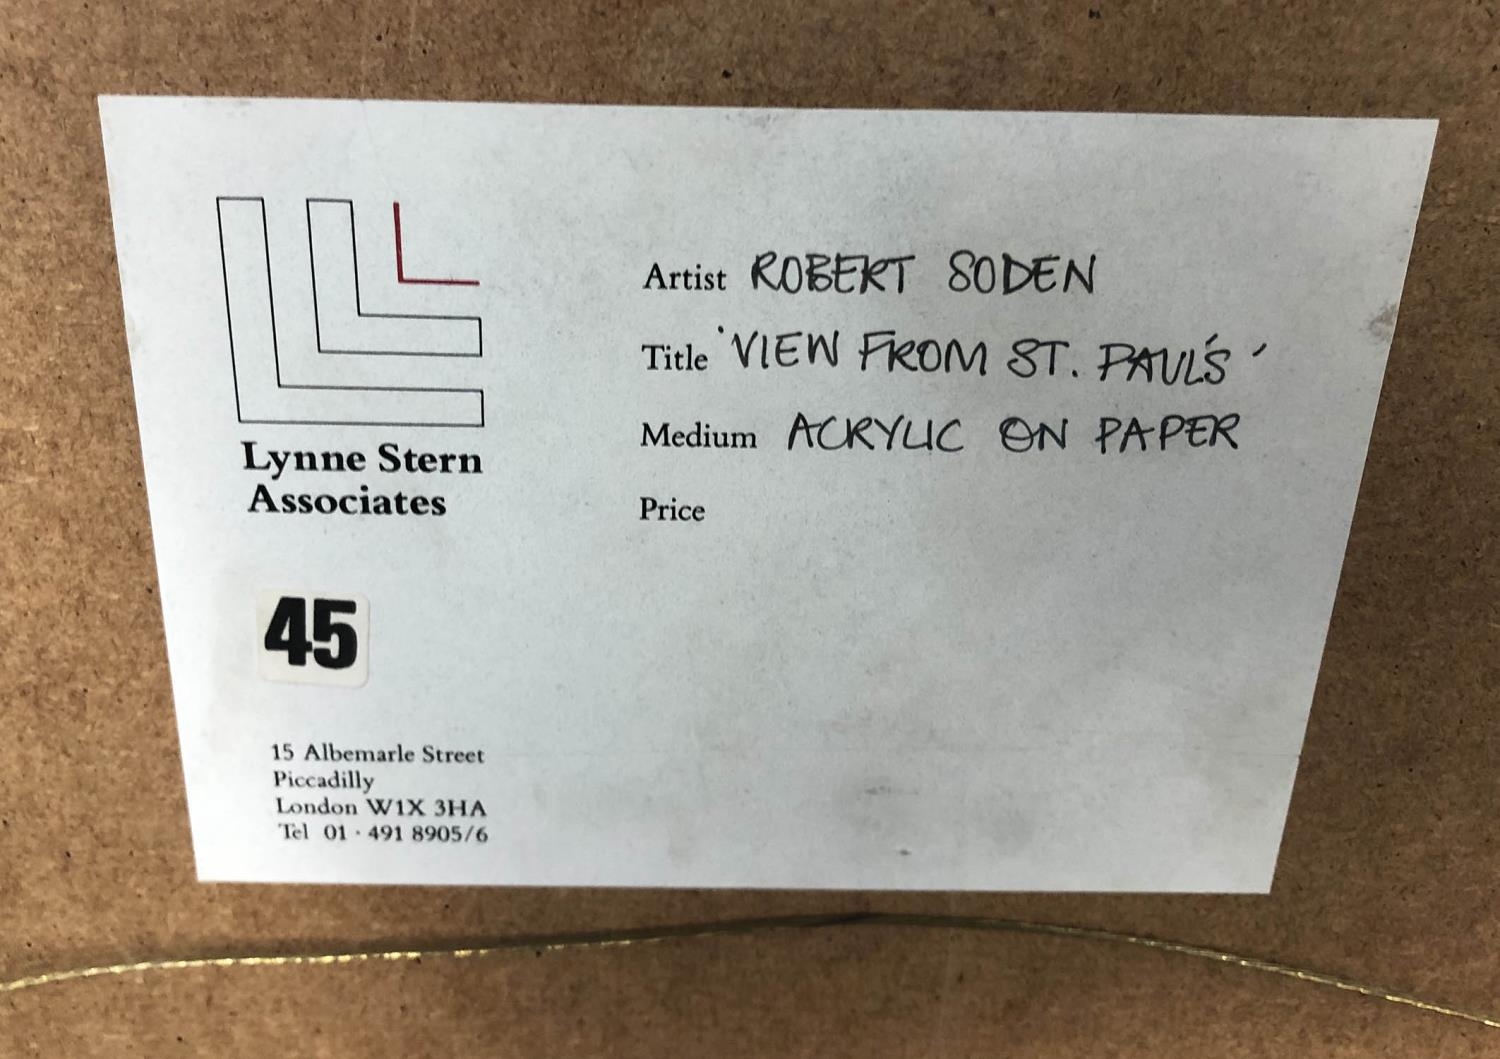 Lynne Stern
Associates
45
15 Albemarle Street
Piccadilly
London W1X 3HA
Tel 01·491 8905/6
Artist ROBERT SODEN
Title 'VIEW FROM ST. PAUL'S'
Medium ACRYLIC ON PAPER
Price